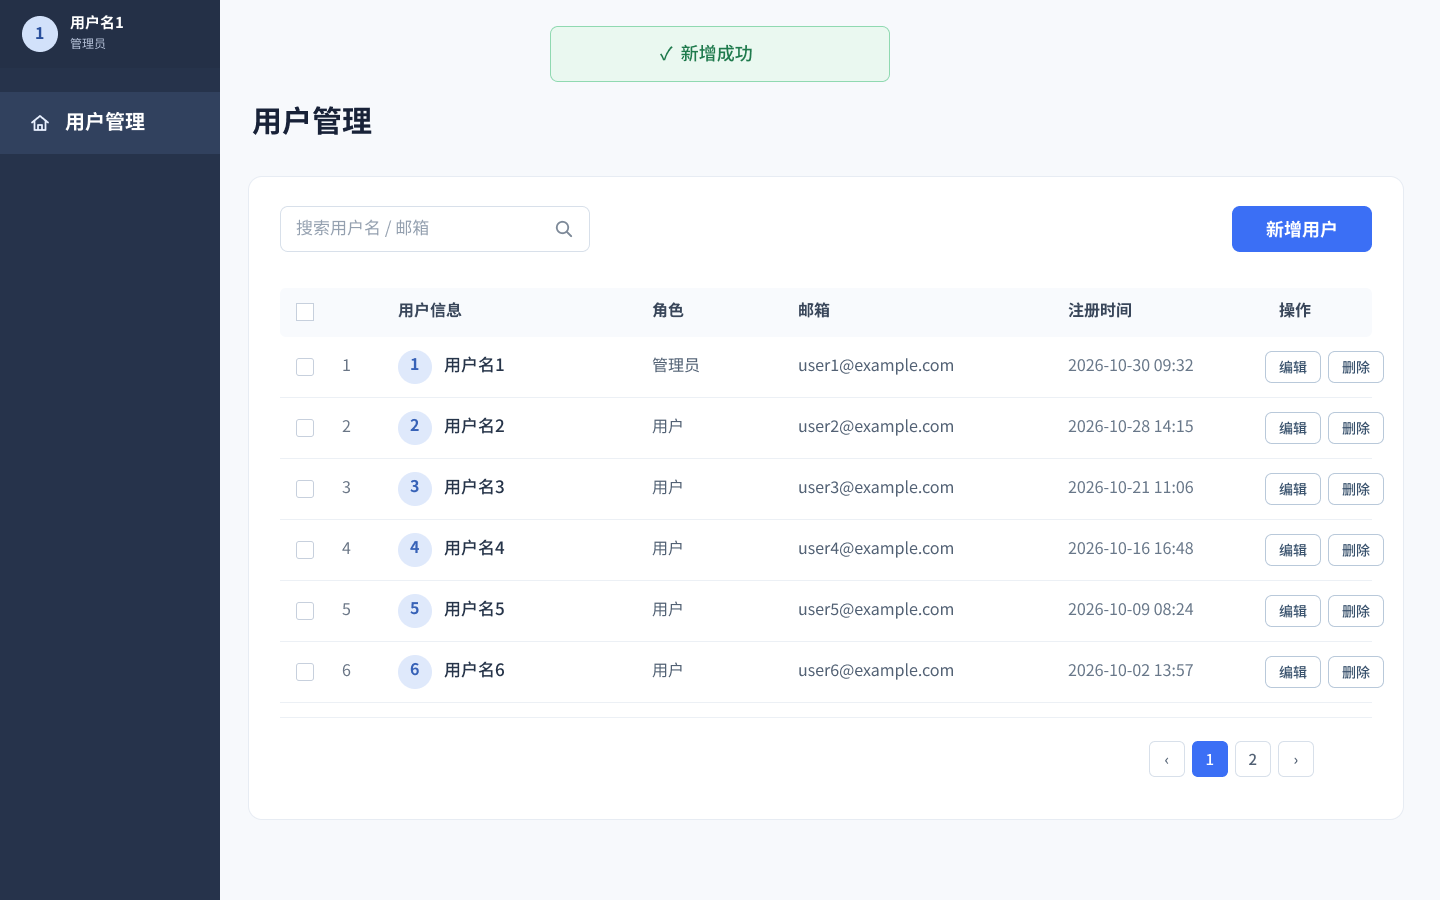 1 用户名1
管理员
用户管理
✓ 新增成功
用户管理
搜索用户名 / 邮箱
新增用户
用户信息 角色 邮箱 注册时间 操作
1 1 用户名1 管理员 user1@example.com 2026-10-30 09:32 编辑 删除
2 2 用户名2 用户 user2@example.com 2026-10-28 14:15 编辑 删除
3 3 用户名3 用户 user3@example.com 2026-10-21 11:06 编辑 删除
4 4 用户名4 用户 user4@example.com 2026-10-16 16:48 编辑 删除
5 5 用户名5 用户 user5@example.com 2026-10-09 08:24 编辑 删除
6 6 用户名6 用户 user6@example.com 2026-10-02 13:57 编辑 删除
‹ 1 2 ›